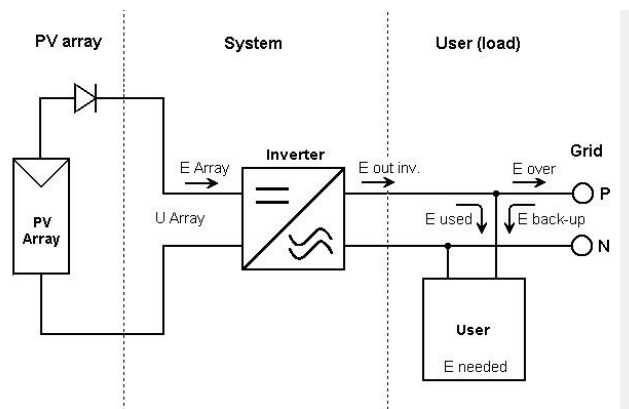 PV array
System
User (load)
Inverter
E Array
E out inv.
E over
Grid
P
PV
Array
U Array
E used
E back-up
N
User
E needed